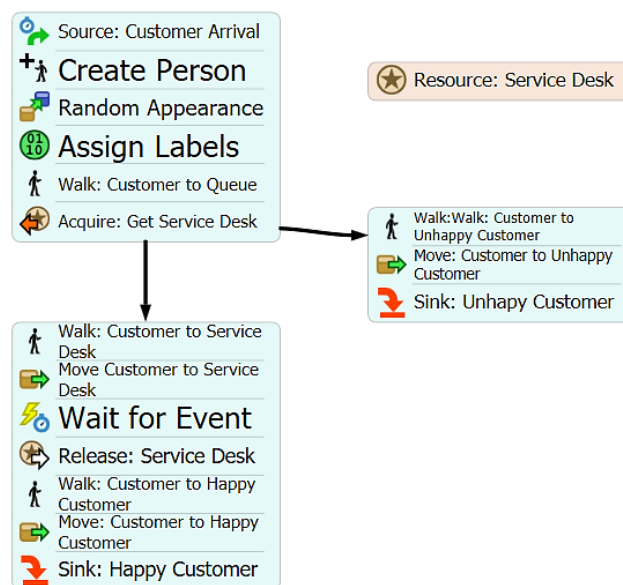 Source: Customer Arrival
Create Person
Random Appearance
01
10
Assign Labels
Walk: Customer to Queue
Acquire: Get Service Desk
Resource: Service Desk
Walk:Walk: Customer to
Unhappy Customer
Move: Customer to Unhappy
Customer
Sink: Unhapy Customer
Walk: Customer to Service
Desk
Move Customer to Service
Desk
Wait for Event
Release: Service Desk
Walk: Customer to Happy
Customer
Move: Customer to Happy
Customer
Sink: Happy Customer